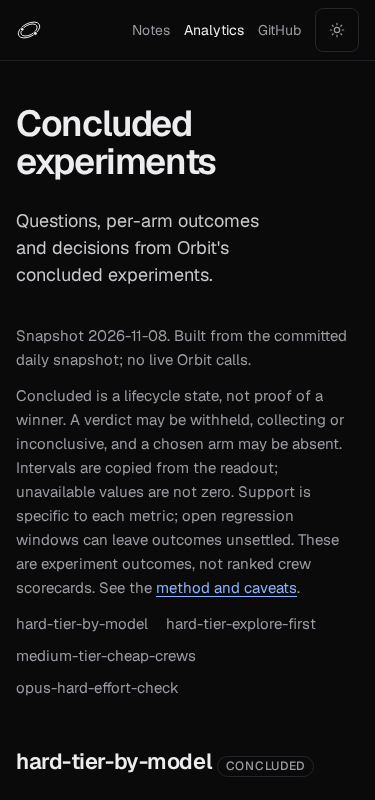 Notes Analytics GitHub
Concluded
experiments
Questions, per-arm outcomes
and decisions from Orbit's
concluded experiments.
Snapshot 2026-11-08. Built from the committed
daily snapshot; no live Orbit calls.
Concluded is a lifecycle state, not proof of a
winner. A verdict may be withheld, collecting or
inconclusive, and a chosen arm may be absent.
Intervals are copied from the readout;
unavailable values are not zero. Support is
specific to each metric; open regression
windows can leave outcomes unsettled. These
are experiment outcomes, not ranked crew
scorecards. See the method and caveats.
hard-tier-by-model hard-tier-explore-first
medium-tier-cheap-crews
opus-hard-effort-check
hard-tier-by-model CONCLUDED